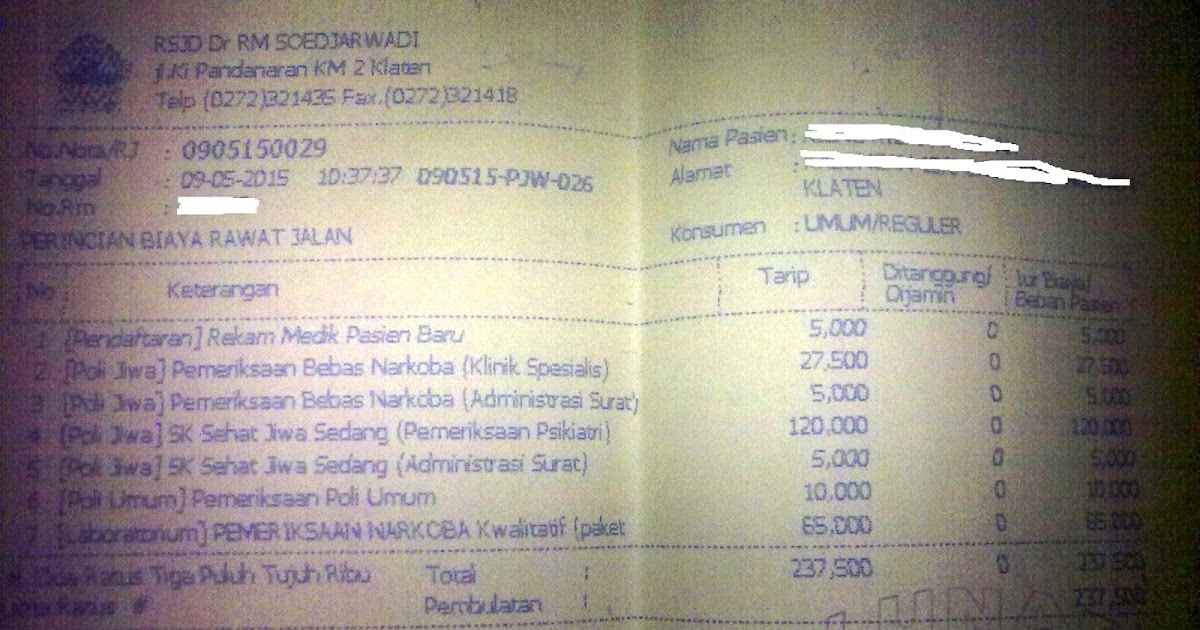 RSJD Dr RM SOEDJARWADI
jl.Ki Pandanaran KM 2 Klaten
Telp (0272)321435 Fax.(0272)321418
No.Nota/RJ : 0905150029
Tanggal : 09-05-2015 10:37:37 090515-PJW-026
No.Rm :
Nama Pasien :
Alamat :
KLATEN
Konsumen : UMUM/REGULER
PERINCIAN BIAYA RAWAT JALAN
No Keterangan Tarip Ditanggung/ Iur Biaya/
Dijamin Beban Pasien
1 [Pendaftaran] Rekam Medik Pasien Baru 5,000 0 5,000
2 [Poli Jiwa] Pemeriksaan Bebas Narkoba (Klinik Spesialis) 27,500 0 27,500
3 [Poli Jiwa] Pemeriksaan Bebas Narkoba (Administrasi Surat) 5,000 0 5,000
4 [Poli Jiwa] SK Sehat Jiwa Sedang (Pemeriksaan Psikiatri) 120,000 0 120,000
5 [Poli Jiwa] SK Sehat Jiwa Sedang (Administrasi Surat) 5,000 0 5,000
6 [Poli Umum] Pemeriksaan Poli Umum 10,000 0 10,000
7 [Laboratorium] PEMERIKSAAN NARKOBA Kwalitatif (paket 65,000 0 65,000
# Dua Ratus Tiga Puluh Tujuh Ribu Total : 237,500 0 237,500
Ratus # Pembulatan : 237,500